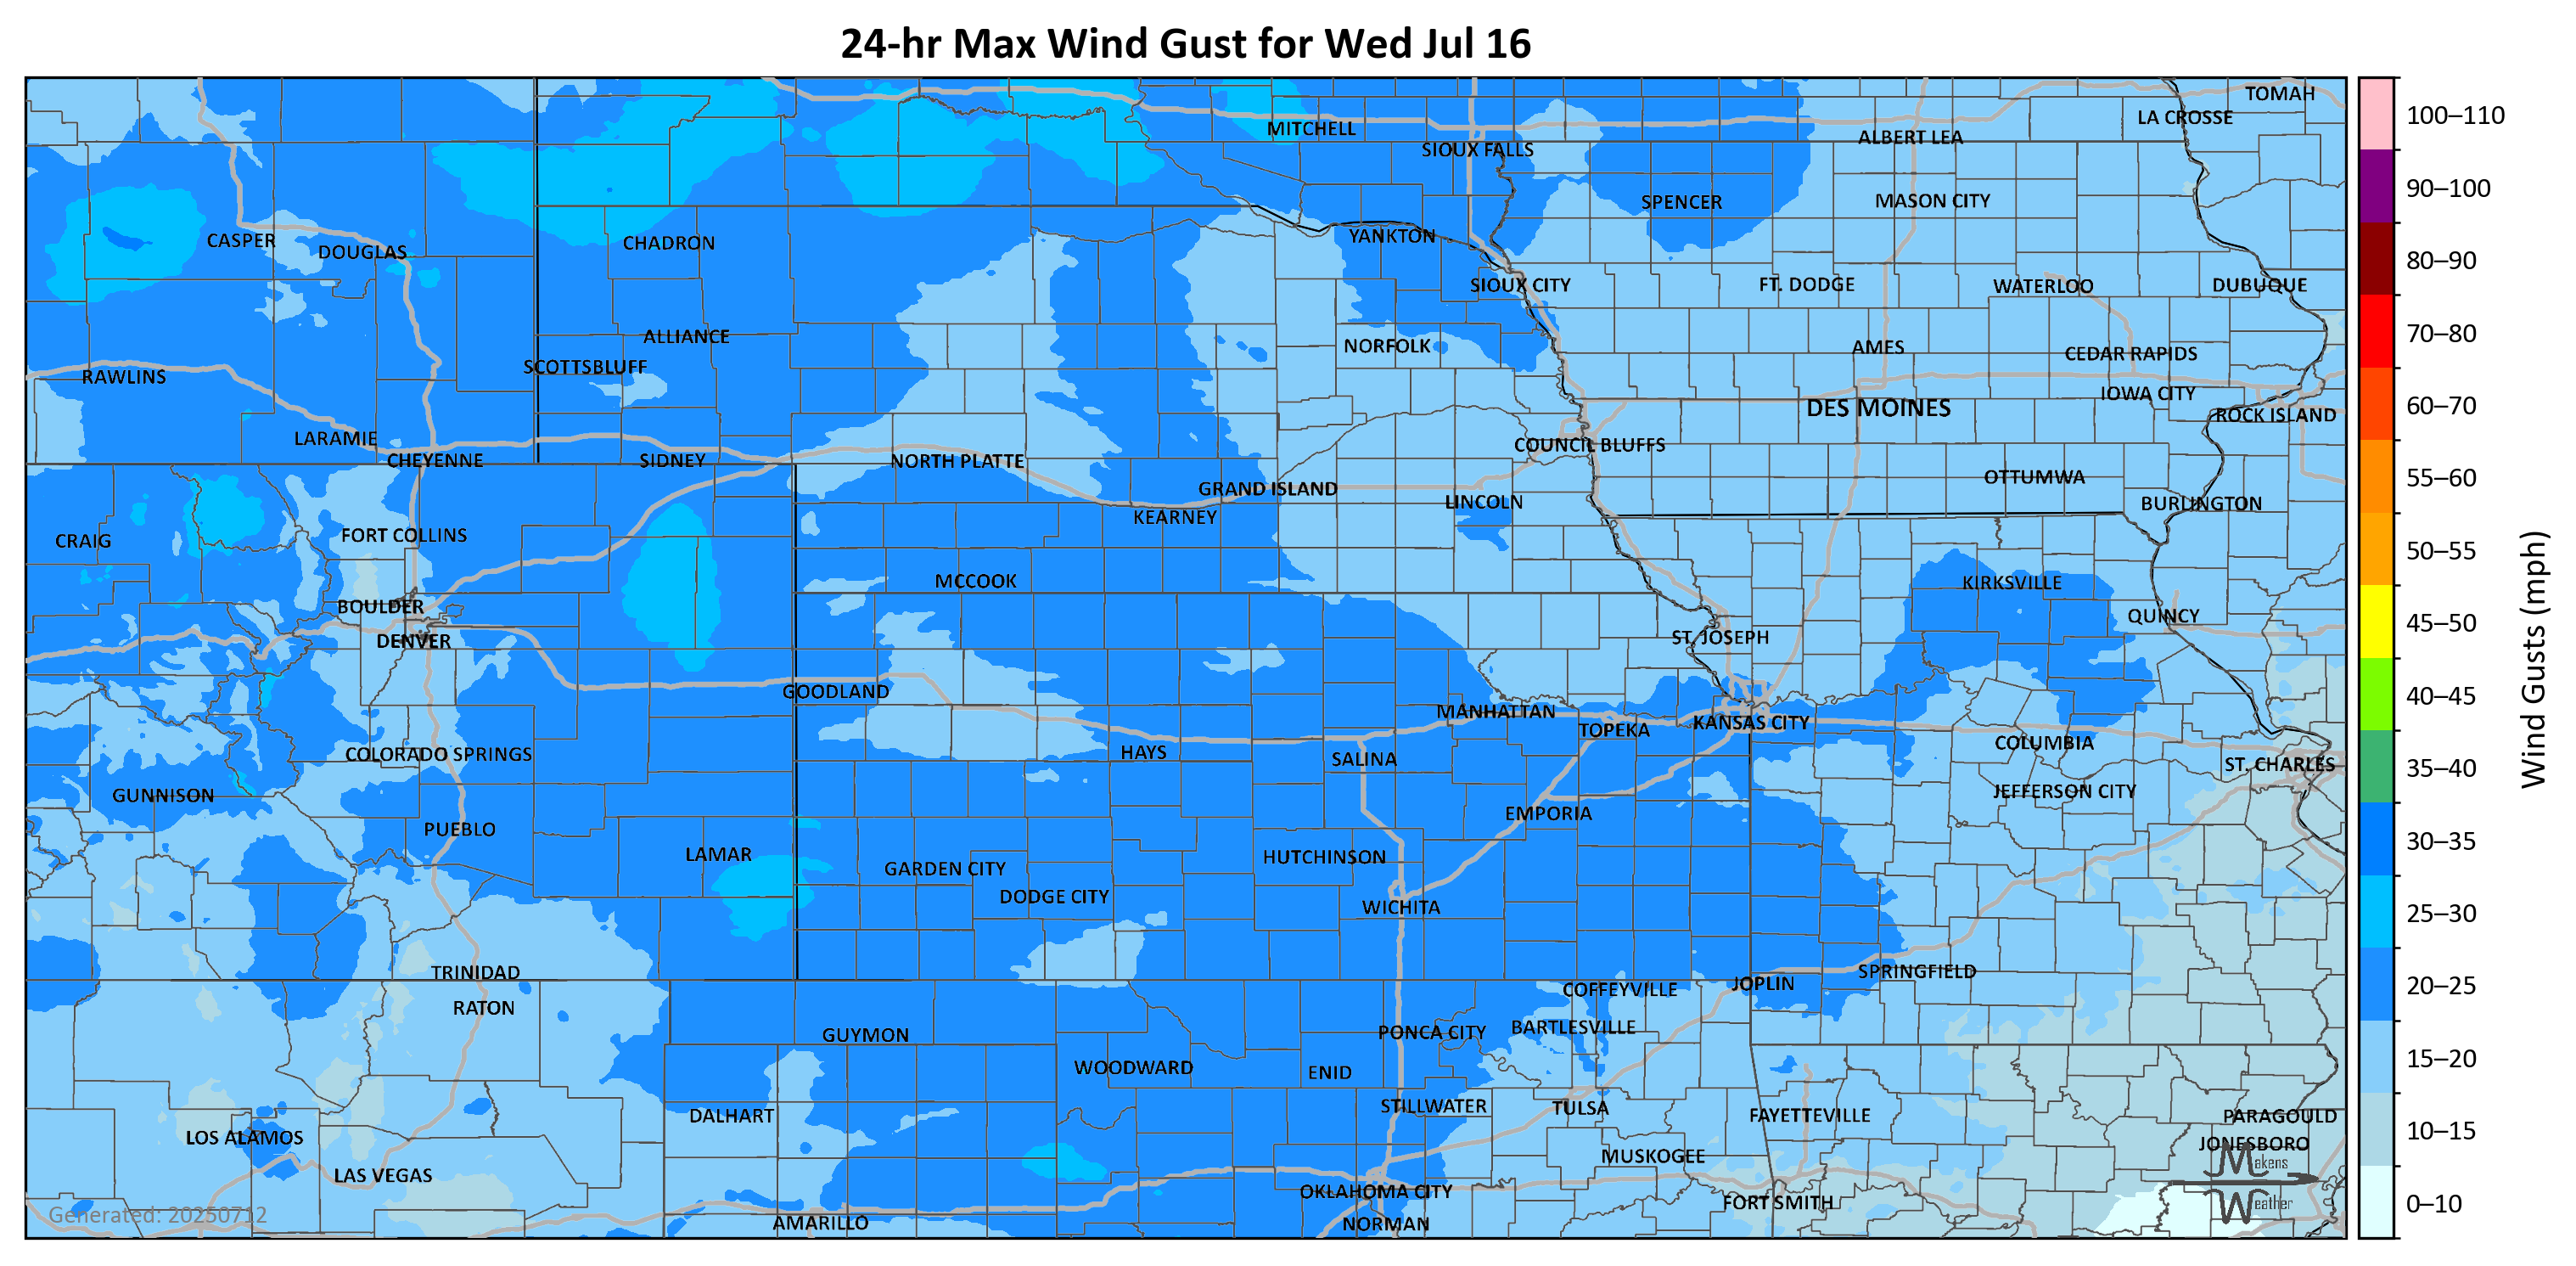 24-hr Max Wind Gust for Wed Jul 16
TOMAH
LA CROSSE
MITCHELL
ALBERT LEA
SIOUX FALLS
SPENCER
MASON CITY
CASPER
DOUGLAS
CHADRON
YANKTON
SIOUX CITY
FT. DODGE
WATERLOO
DUBUQUE
ALLIANCE
NORFOLK
AMES
CEDAR RAPIDS
SCOTTSBLUFF
RAWLINS
IOWA CITY
DES MOINES
ROCK ISLAND
LARAMIE
COUNCIL BLUFFS
CHEYENNE
SIDNEY
NORTH PLATTE
OTTUMWA
GRAND ISLAND
LINCOLN
BURLINGTON
KEARNEY
FORT COLLINS
CRAIG
MCCOOK
KIRKSVILLE
BOULDER
QUINCY
DENVER
ST. JOSEPH
GOODLAND
MANHATTAN
KANSAS CITY
TOPEKA
COLUMBIA
COLORADO SPRINGS
HAYS
SALINA
ST. CHARLES
GUNNISON
JEFFERSON CITY
EMPORIA
PUEBLO
LAMAR
HUTCHINSON
GARDEN CITY
DODGE CITY
WICHITA
TRINIDAD
SPRINGFIELD
JOPLIN
COFFEYVILLE
RATON
BARTLESVILLE
GUYMON
PONCA CITY
WOODWARD
ENID
STILLWATER
TULSA
DALHART
FAYETTEVILLE
PARAGOULD
LOS ALAMOS
JONESBORO
MUSKOGEE
LAS VEGAS
OKLAHOMA CITY
FORT SMITH
AMARILLO
NORMAN
Generated: 20250712
Makens
Weather
100–110
90–100
80–90
70–80
60–70
55–60
50–55
45–50
40–45
35–40
30–35
25–30
20–25
15–20
10–15
0–10
Wind Gusts (mph)